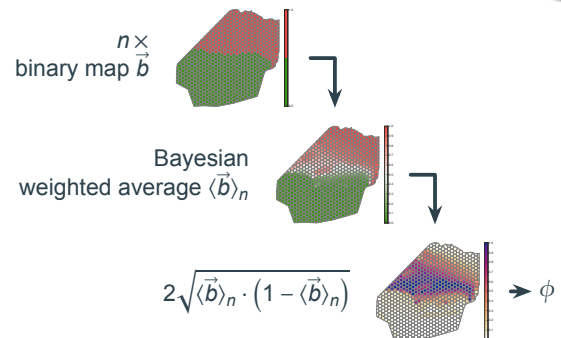 n ×
binary map b⃗
Bayesian
weighted average ⟨b⃗⟩ₙ
2√(⟨b⃗⟩ₙ · (1 − ⟨b⃗⟩ₙ))
ϕ